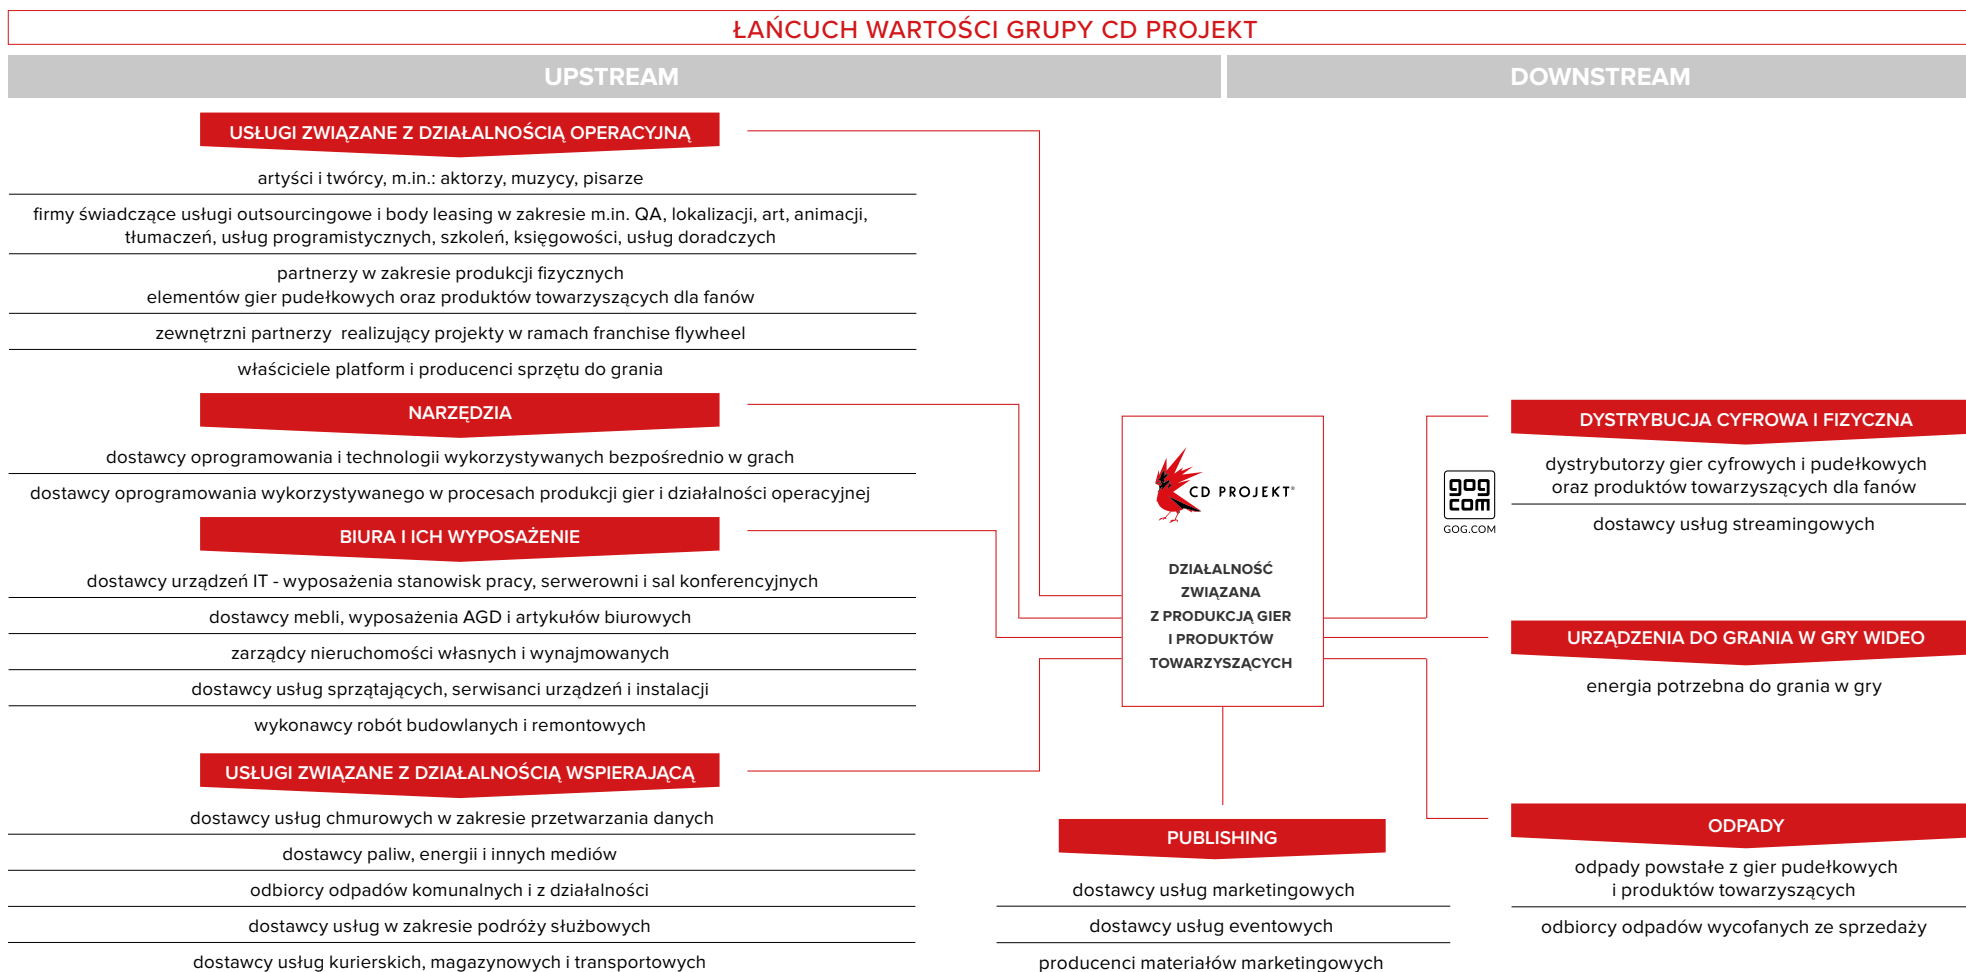 ŁAŃCUCH WARTOŚCI GRUPY CD PROJEKT
UPSTREAM
DOWNSTREAM
USŁUGI ZWIĄZANE Z DZIAŁALNOŚCIĄ OPERACYJNĄ
artyści i twórcy, m.in.: aktorzy, muzycy, pisarze
firmy świadczące usługi outsourcingowe i body leasing w zakresie m.in. QA, lokalizacji, art, animacji,
tłumaczeń, usług programistycznych, szkoleń, księgowości, usług doradczych
partnerzy w zakresie produkcji fizycznych
elementów gier pudełkowych oraz produktów towarzyszących dla fanów
zewnętrzni partnerzy realizujący projekty w ramach franchise flywheel
właściciele platform i producenci sprzętu do grania
NARZĘDZIA
dostawcy oprogramowania i technologii wykorzystywanych bezpośrednio w grach
dostawcy oprogramowania wykorzystywanego w procesach produkcji gier i działalności operacyjnej
BIURA I ICH WYPOSAŻENIE
dostawcy urządzeń IT - wyposażenia stanowisk pracy, serwerowni i sal konferencyjnych
dostawcy mebli, wyposażenia AGD i artykułów biurowych
zarządcy nieruchomości własnych i wynajmowanych
dostawcy usług sprzątających, serwisanci urządzeń i instalacji
wykonawcy robót budowlanych i remontowych
USŁUGI ZWIĄZANE Z DZIAŁALNOŚCIĄ WSPIERAJĄCĄ
dostawcy usług chmurowych w zakresie przetwarzania danych
dostawcy paliw, energii i innych mediów
odbiorcy odpadów komunalnych i z działalności
dostawcy usług w zakresie podróży służbowych
dostawcy usług kurierskich, magazynowych i transportowych
CD PROJEKT®
DZIAŁALNOŚĆ
ZWIĄZANA
Z PRODUKCJĄ GIER
I PRODUKTÓW
TOWARZYSZĄCYCH
PUBLISHING
dostawcy usług marketingowych
dostawcy usług eventowych
producenci materiałów marketingowych
gog
com
GOG.COM
DYSTRYBUCJA CYFROWA I FIZYCZNA
dystrybutorzy gier cyfrowych i pudełkowych
oraz produktów towarzyszących dla fanów
dostawcy usług streamingowych
URZĄDZENIA DO GRANIA W GRY WIDEO
energia potrzebna do grania w gry
ODPADY
odpady powstałe z gier pudełkowych
i produktów towarzyszących
odbiorcy odpadów wycofanych ze sprzedaży